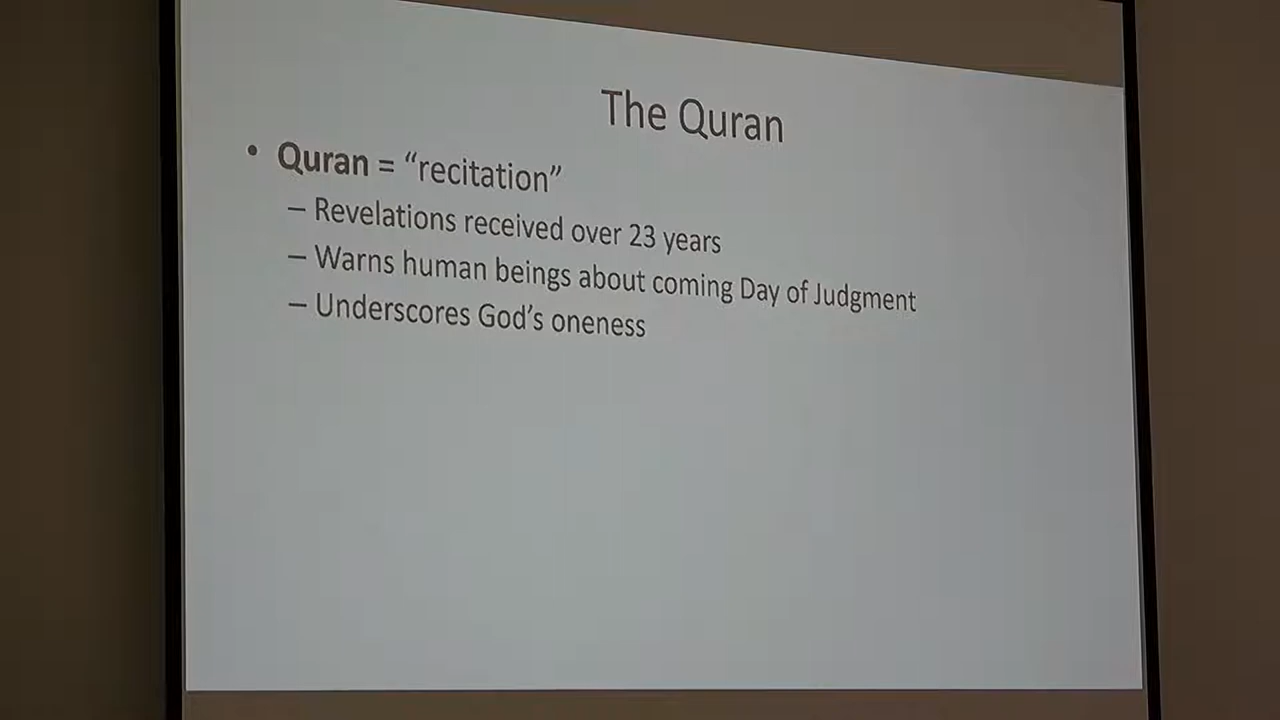 The Quran
• Quran = “recitation”
– Revelations received over 23 years
– Warns human beings about coming Day of Judgment
– Underscores God’s oneness